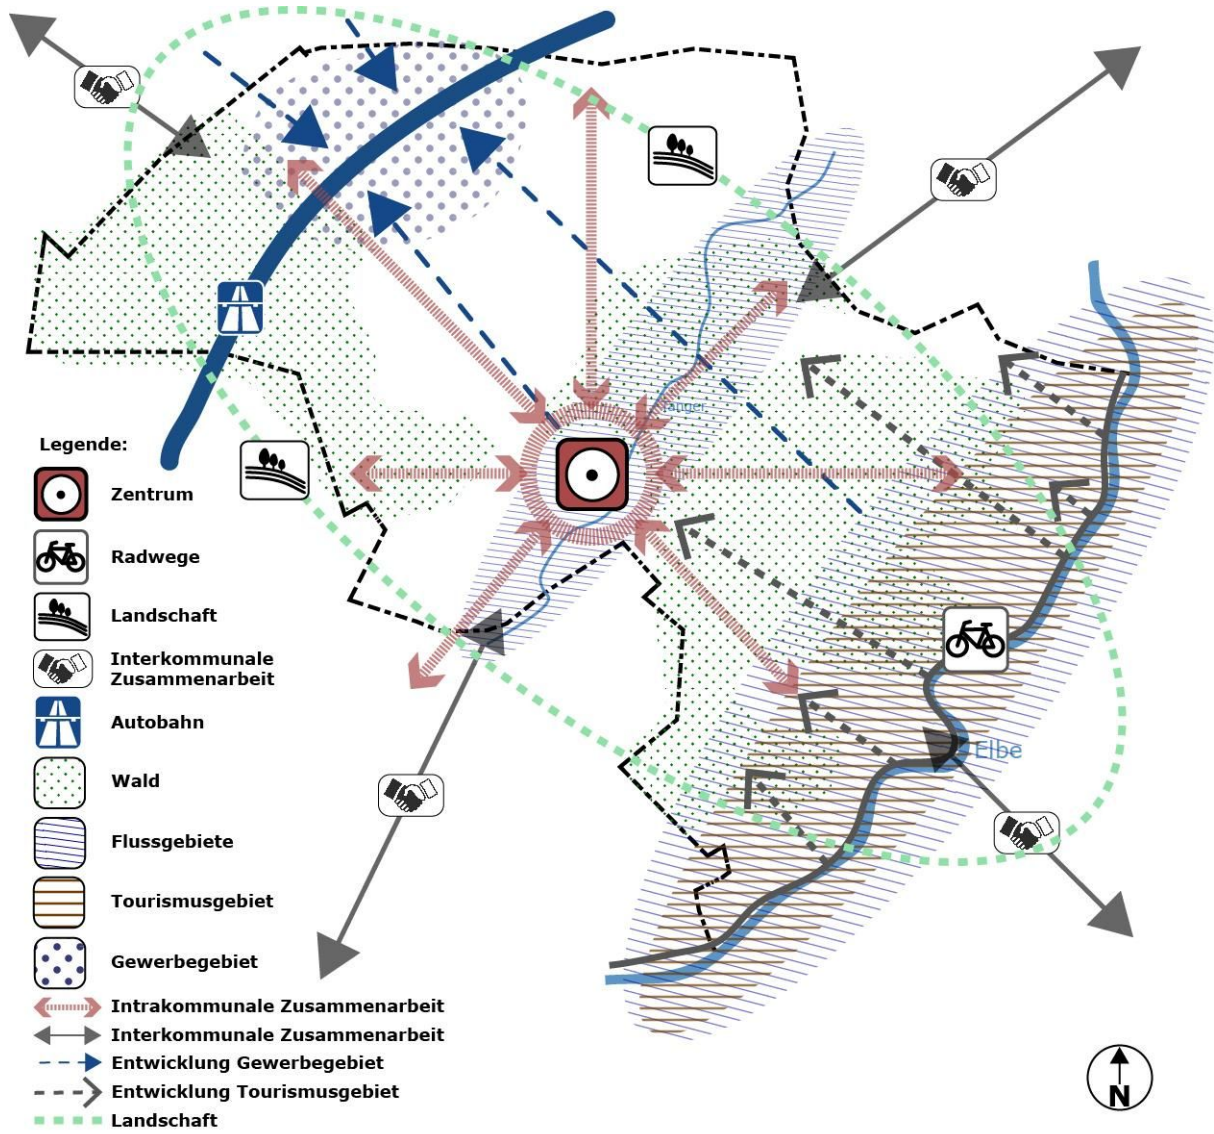 Tanger
Elbe
Legende:
Zentrum
Radwege
Landschaft
Interkommunale
Zusammenarbeit
Autobahn
Wald
Flussgebiete
Tourismusgebiet
Gewerbegebiet
Intrakommunale Zusammenarbeit
Interkommunale Zusammenarbeit
Entwicklung Gewerbegebiet
Entwicklung Tourismusgebiet
Landschaft
N